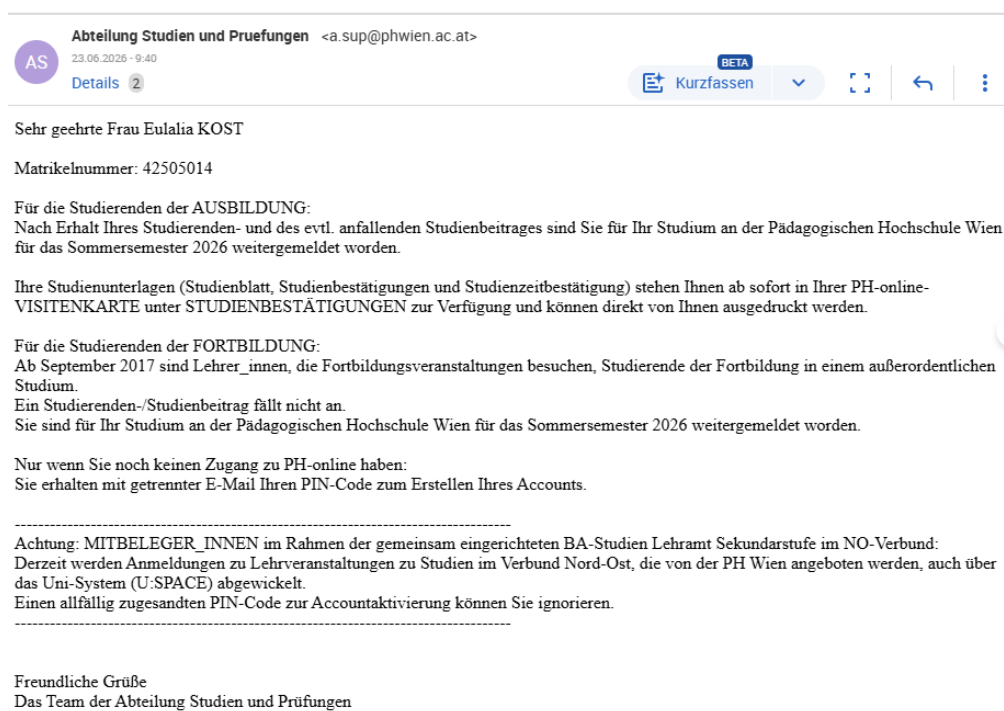 Abteilung Studien und Pruefungen <a.sup@phwien.ac.at>
AS
23.06.2026 - 9:40
Details 2
BETA
Kurzfassen
Sehr geehrte Frau Eulalia KOST
Matrikelnummer: 42505014
Für die Studierenden der AUSBILDUNG:
Nach Erhalt Ihres Studierenden- und des evtl. anfallenden Studienbeitrages sind Sie für Ihr Studium an der Pädagogischen Hochschule Wien
für das Sommersemester 2026 weitergemeldet worden.
Ihre Studienunterlagen (Studienblatt, Studienbestätigungen und Studienzeitbestätigung) stehen Ihnen ab sofort in Ihrer PH-online-
VISITENKARTE unter STUDIENBESTÄTIGUNGEN zur Verfügung und können direkt von Ihnen ausgedruckt werden.
Für die Studierenden der FORTBILDUNG:
Ab September 2017 sind Lehrer_innen, die Fortbildungsveranstaltungen besuchen, Studierende der Fortbildung in einem außerordentlichen
Studium.
Ein Studierenden-/Studienbeitrag fällt nicht an.
Sie sind für Ihr Studium an der Pädagogischen Hochschule Wien für das Sommersemester 2026 weitergemeldet worden.
Nur wenn Sie noch keinen Zugang zu PH-online haben:
Sie erhalten mit getrennter E-Mail Ihren PIN-Code zum Erstellen Ihres Accounts.
--------------------------------------------------------------------------------------
Achtung: MITBELEGER_INNEN im Rahmen der gemeinsam eingerichteten BA-Studien Lehramt Sekundarstufe im NO-Verbund:
Derzeit werden Anmeldungen zu Lehrveranstaltungen zu Studien im Verbund Nord-Ost, die von der PH Wien angeboten werden, auch über
das Uni-System (U:SPACE) abgewickelt.
Einen allfällig zugesandten PIN-Code zur Accountaktivierung können Sie ignorieren.
--------------------------------------------------------------------------------------
Freundliche Grüße
Das Team der Abteilung Studien und Prüfungen